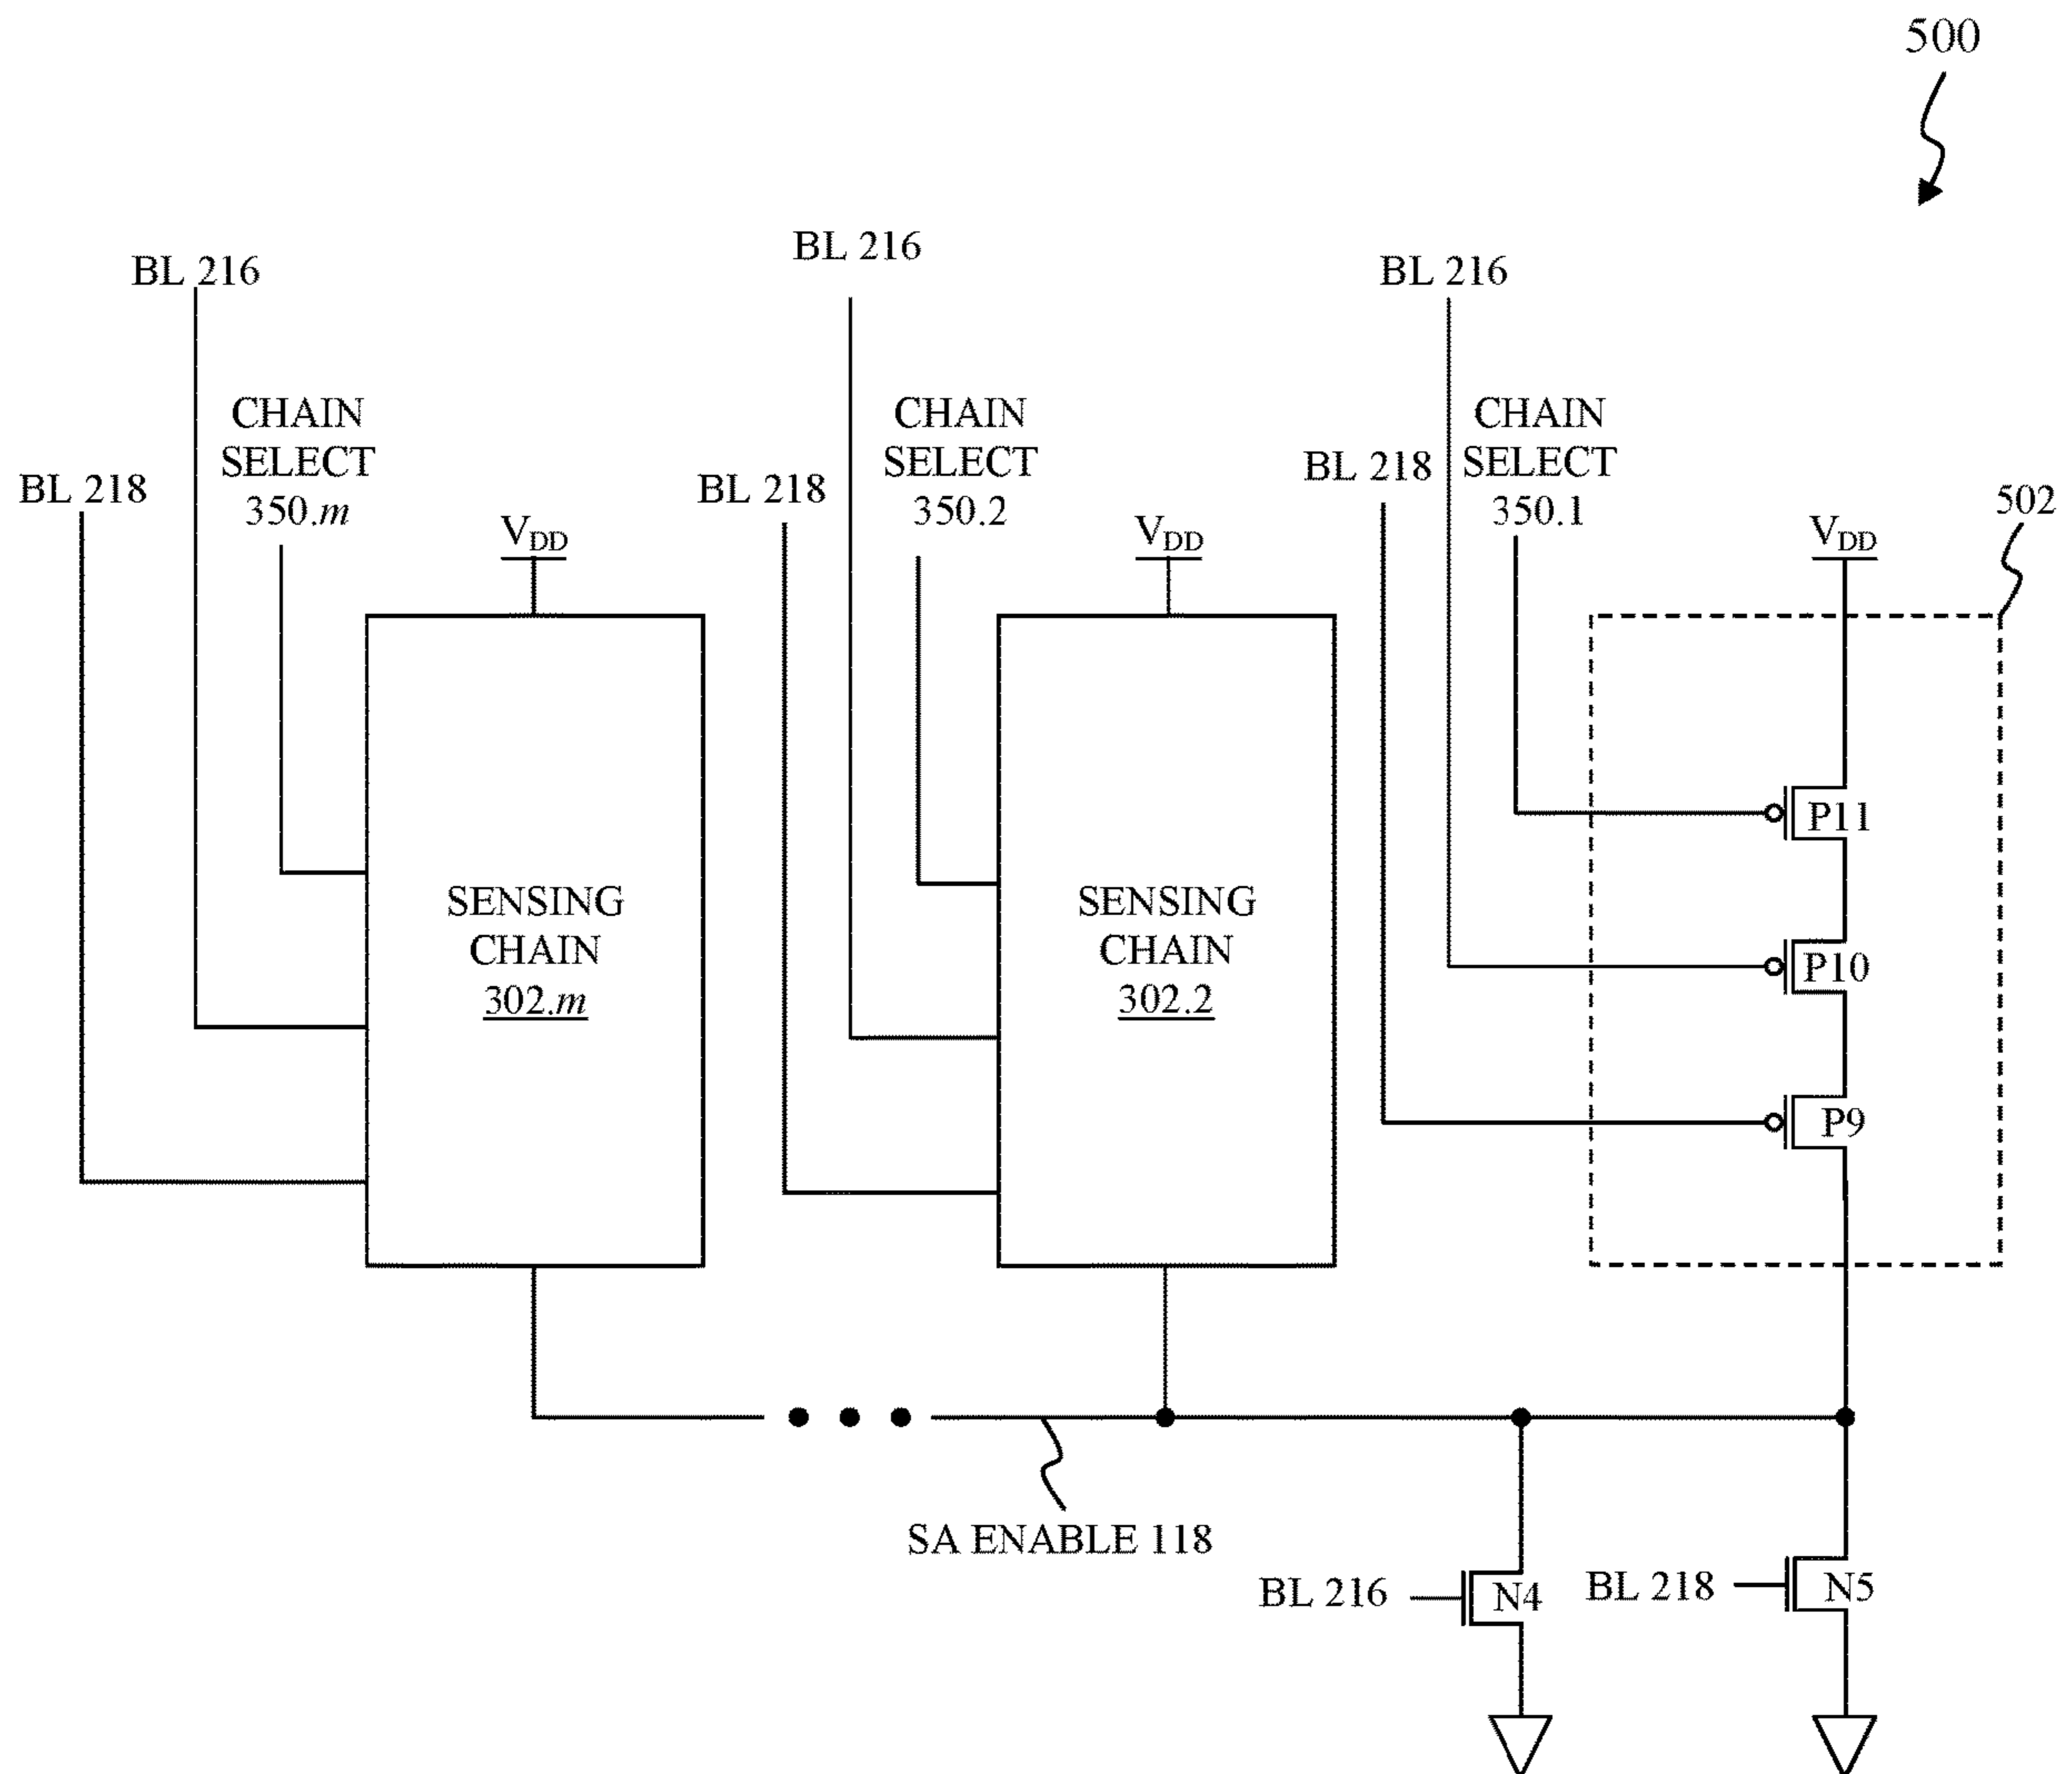 500
BL 216
BL 216
BL 216
CHAIN
SELECT
350.m
CHAIN
SELECT
350.2
CHAIN
SELECT
350.1
BL 218
BL 218
BL 218
502
VDD
VDD
VDD
P11
SENSING
CHAIN
302.m
SENSING
CHAIN
302.2
P10
P9
SA ENABLE 118
BL 216
N4
BL 218
N5